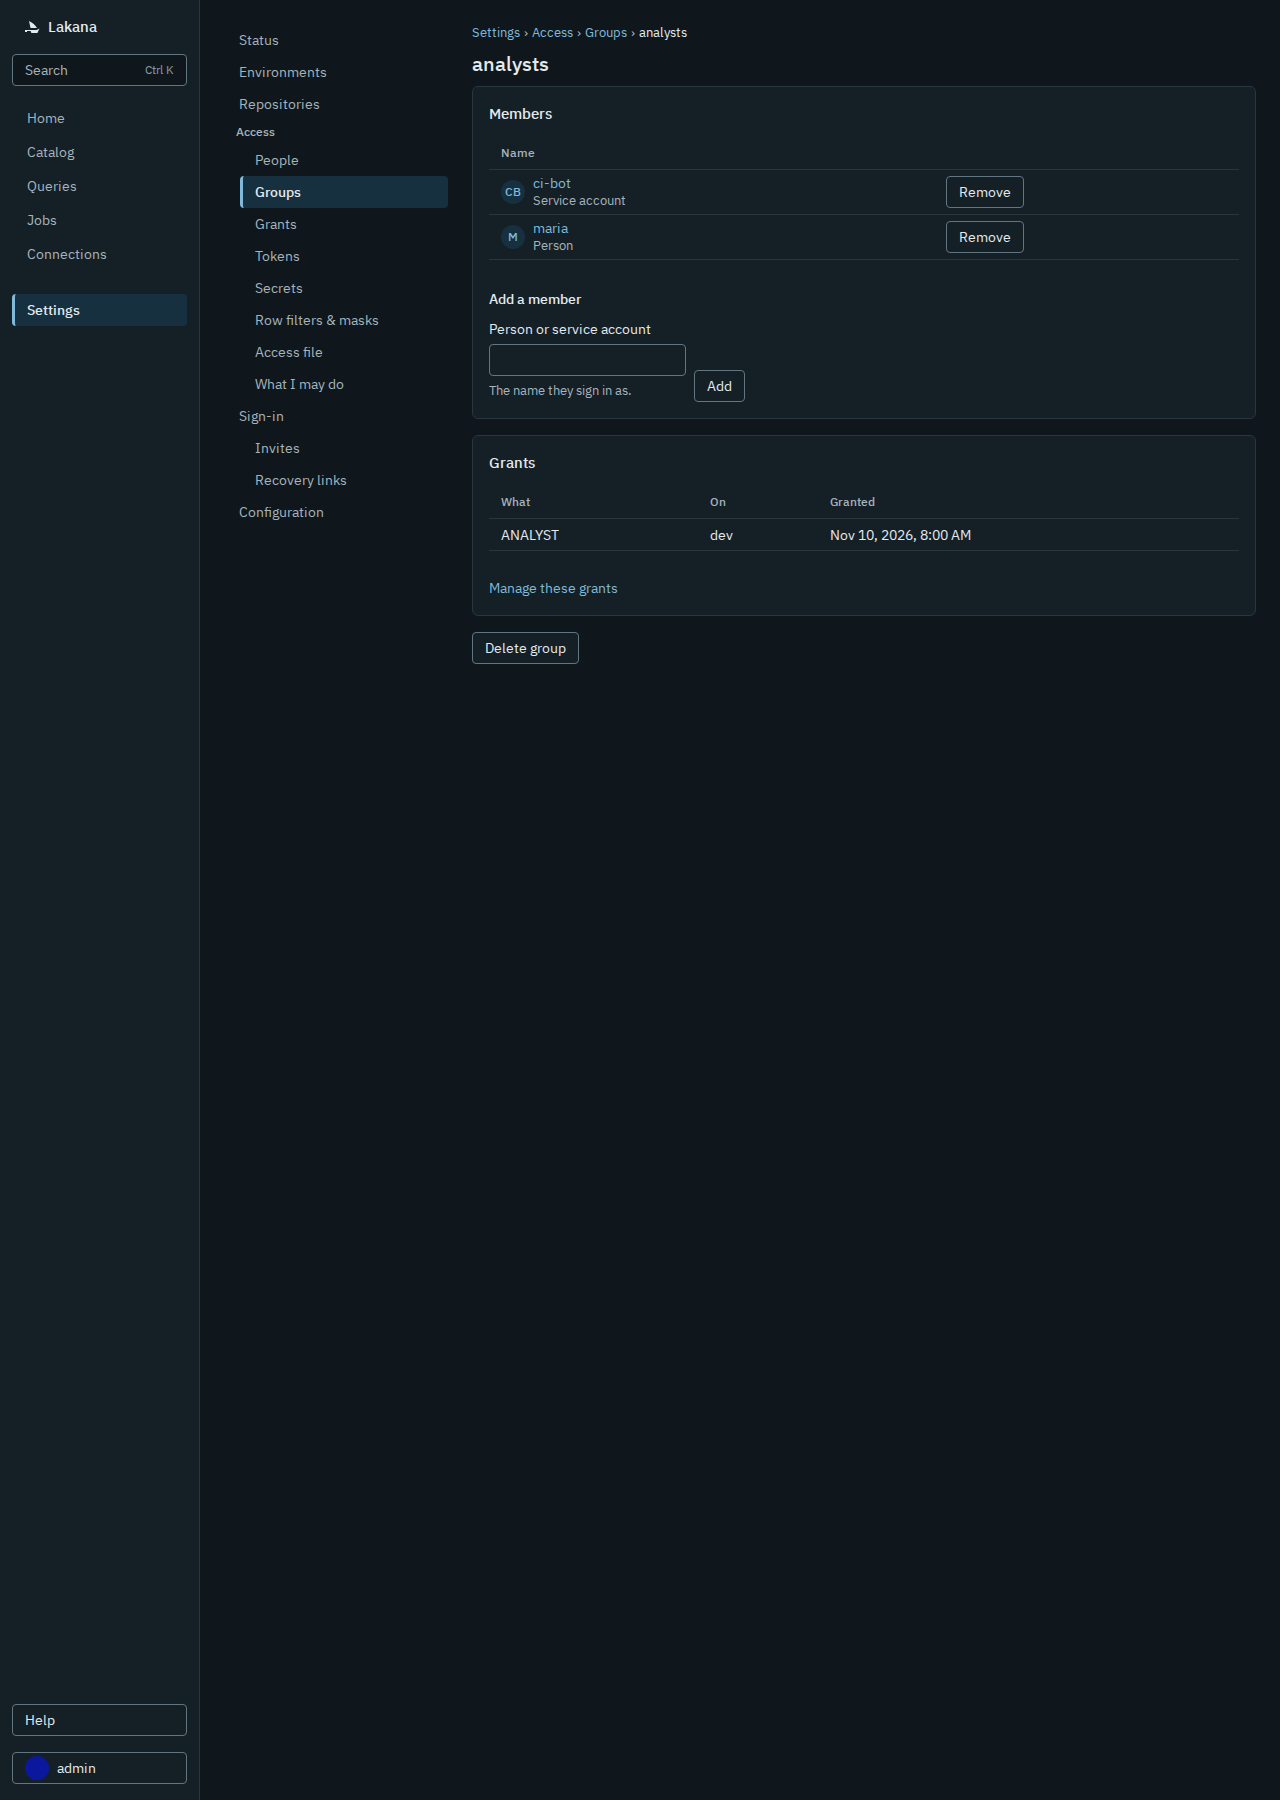 Lakana
Search Ctrl K
Home
Catalog
Queries
Jobs
Connections
Settings
Help
admin
Status
Environments
Repositories
Access
People
Groups
Grants
Tokens
Secrets
Row filters & masks
Access file
What I may do
Sign-in
Invites
Recovery links
Configuration
Settings › Access › Groups › analysts
analysts
Members
Name
CB ci-bot
Service account
Remove
M maria
Person
Remove
Add a member
Person or service account
The name they sign in as.
Add
Grants
What On Granted
ANALYST dev Nov 10, 2026, 8:00 AM
Manage these grants
Delete group